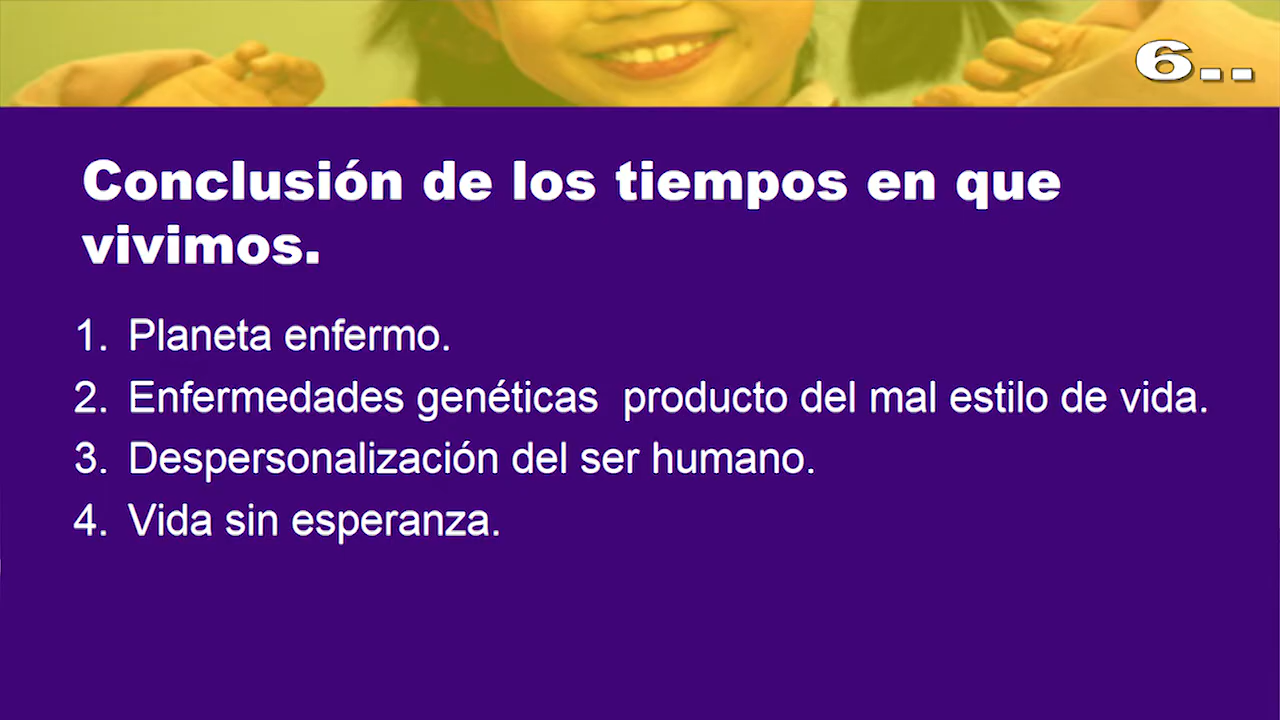 6..
Conclusión de los tiempos en que
vivimos.
1. Planeta enfermo.
2. Enfermedades genéticas  producto del mal estilo de vida.
3. Despersonalización del ser humano.
4. Vida sin esperanza.